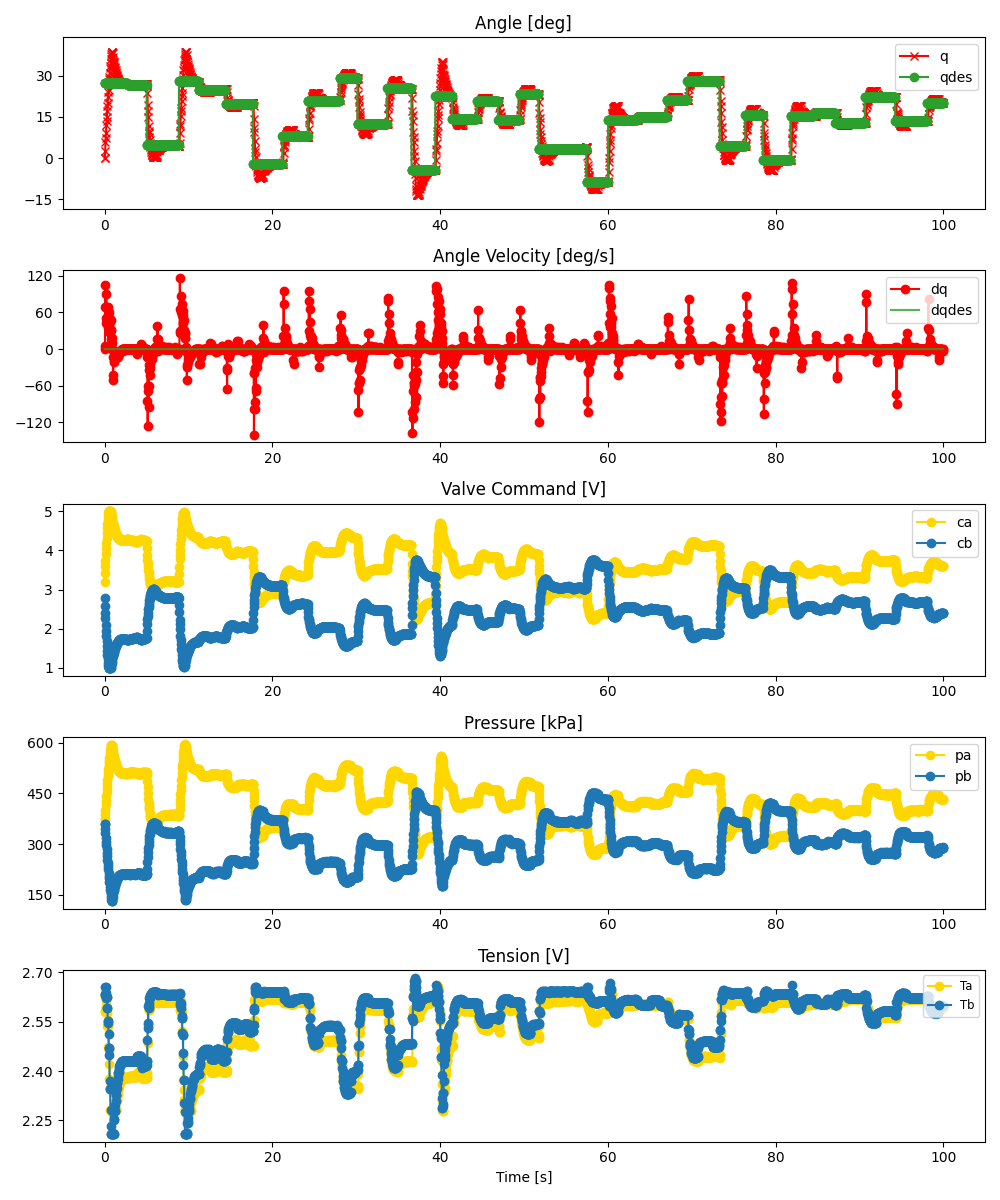 Angle [deg]
30
15
0
−15
q
qdes
0 20 40 60 80 100
Angle Velocity [deg/s]
120
60
0
−60
−120
dq
dqdes
0 20 40 60 80 100
Valve Command [V]
5
4
3
2
1
ca
cb
0 20 40 60 80 100
Pressure [kPa]
600
450
300
150
pa
pb
0 20 40 60 80 100
Tension [V]
2.70
2.55
2.40
2.25
Ta
Tb
0 20 40 60 80 100
Time [s]